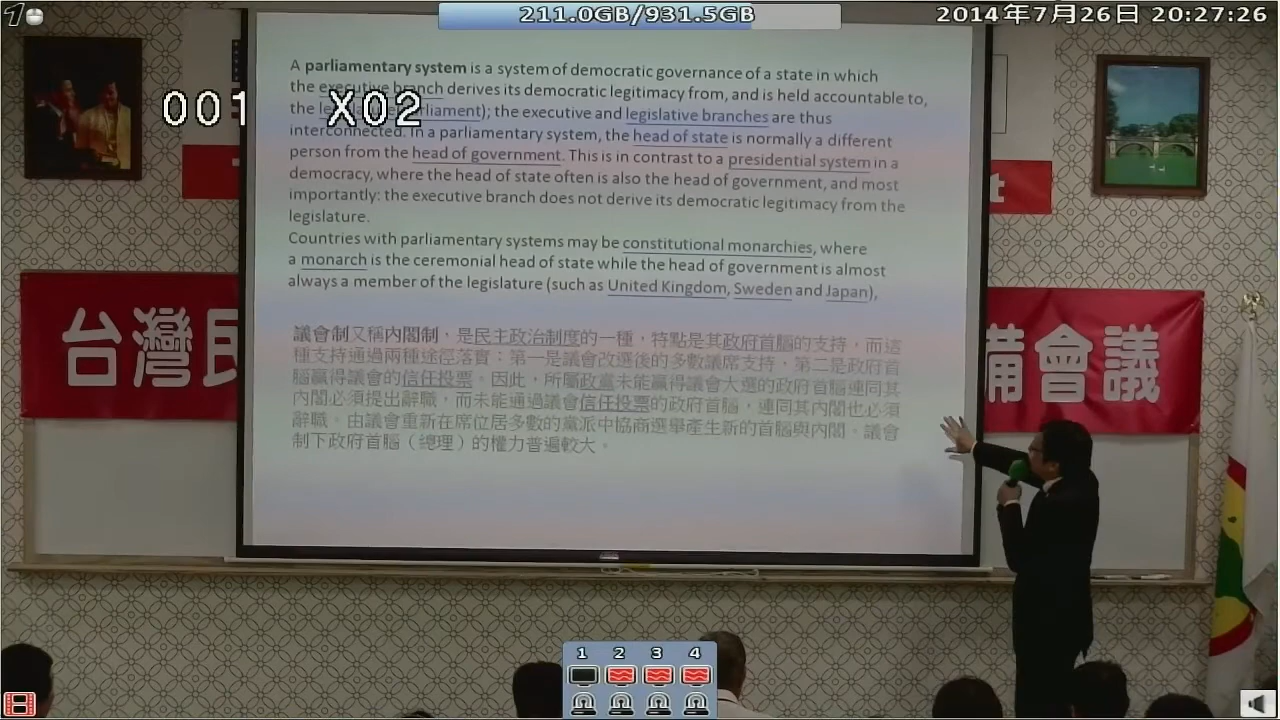 211.0GB/931.5GB
2014年7月26日 20:27:26
001 X02
A parliamentary system is a system of democratic governance of a state in which
the executive branch derives its democratic legitimacy from, and is held accountable to,
the parliament); the executive and legislative branches are thus
interconnected. In a parliamentary system, the head of state is normally a different
person from the head of government. This is in contrast to a presidential system in a
democracy, where the head of state often is also the head of government, and most
importantly: the executive branch does not derive its democratic legitimacy from the
legislature.
Countries with parliamentary systems may be constitutional monarchies, where
a monarch is the ceremonial head of state while the head of government is almost
always a member of the legislature (such as United Kingdom, Sweden and Japan),
議會制又稱內閣制，是民主政治制度的一種，特點是其政府首腦的支持，而這
種支持通過兩種途徑落實：第一是議會改選後的多數議席支持，第二是政府首
腦贏得議會的信任投票。因此，所屬政黨未能贏得議會大選的政府首腦連同其
內閣必須提出辭職，而未能通過議會信任投票的政府首腦，連同其內閣也必須
辭職。由議會重新在席位居多數的黨派中協商選舉產生新的首腦與內閣。議會
制下政府首腦（總理）的權力普遍較大。
t
台灣民
備會議
1 2 3 4